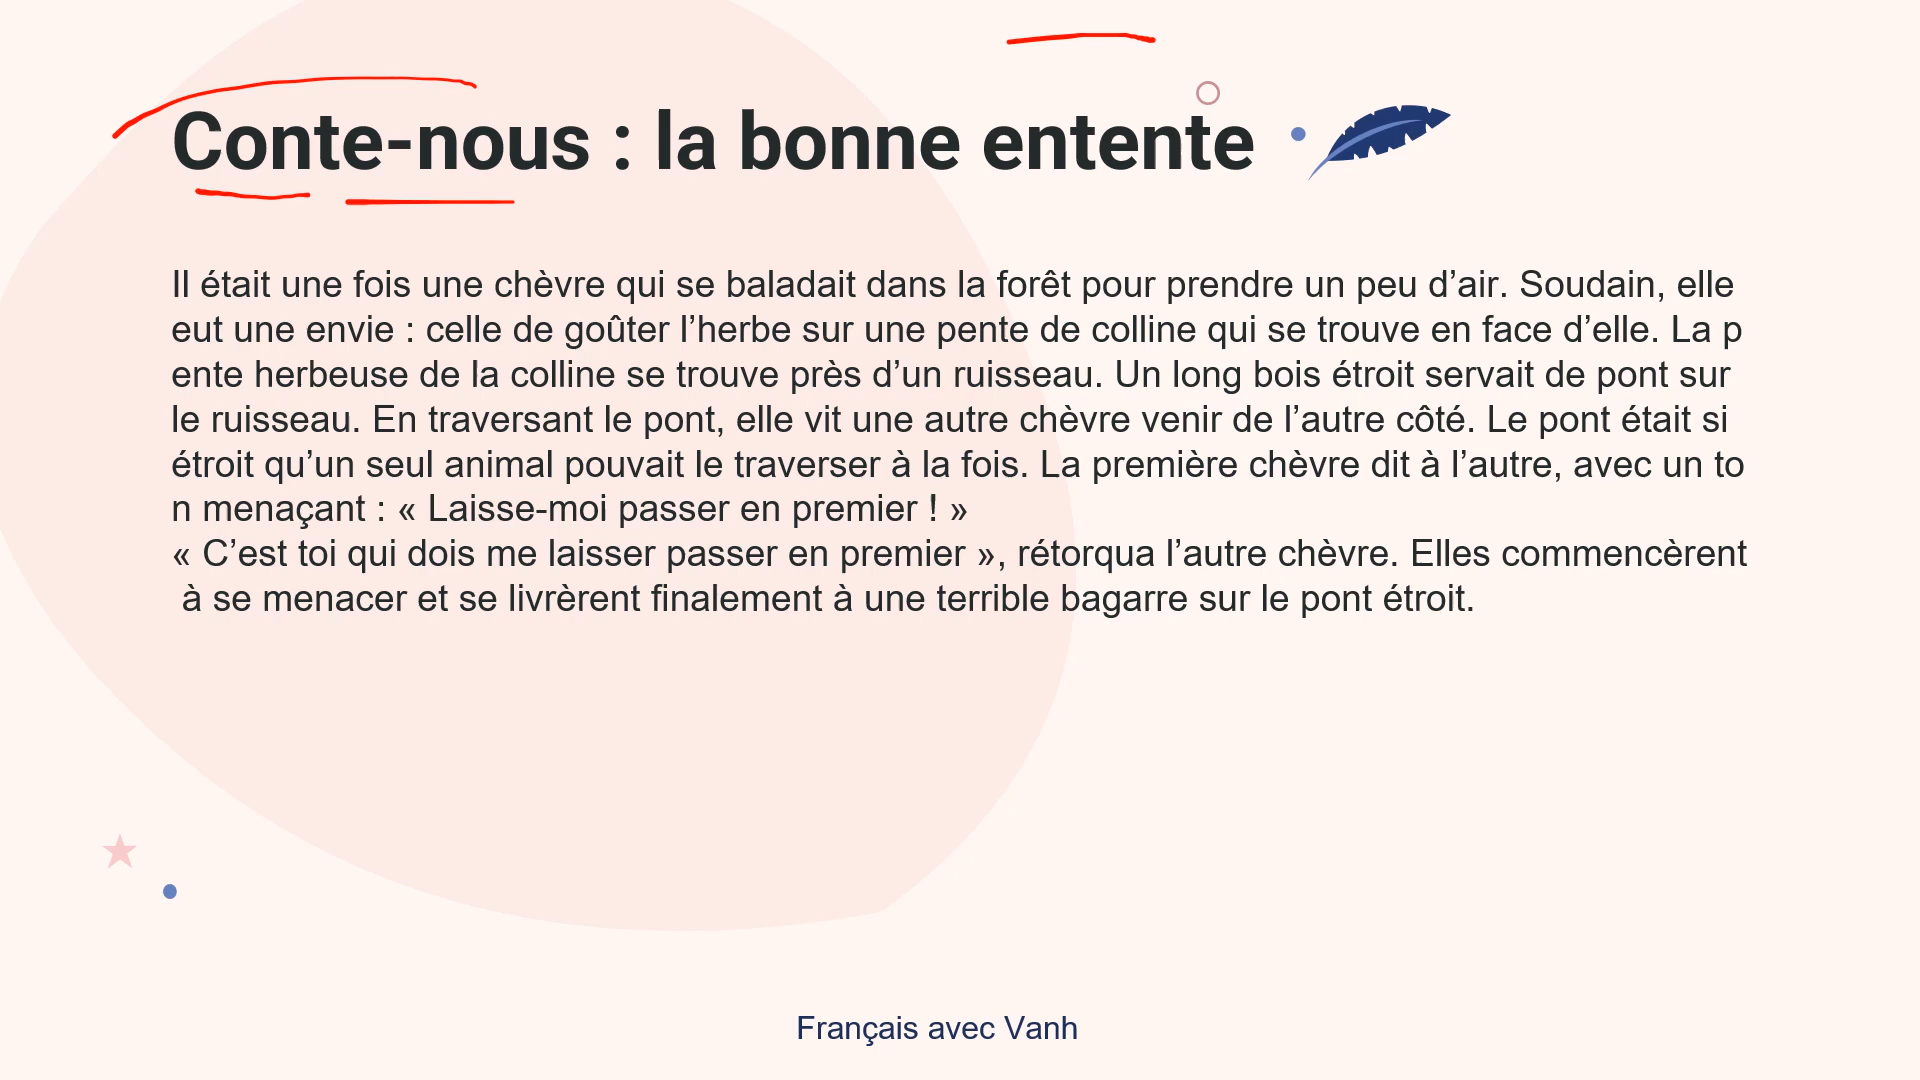 Conte-nous : la bonne entente
Il était une fois une chèvre qui se baladait dans la forêt pour prendre un peu d’air. Soudain, elle
eut une envie : celle de goûter l’herbe sur une pente de colline qui se trouve en face d’elle. La p
ente herbeuse de la colline se trouve près d’un ruisseau. Un long bois étroit servait de pont sur
le ruisseau. En traversant le pont, elle vit une autre chèvre venir de l’autre côté. Le pont était si
étroit qu’un seul animal pouvait le traverser à la fois. La première chèvre dit à l’autre, avec un to
n menaçant : « Laisse-moi passer en premier ! »
« C’est toi qui dois me laisser passer en premier », rétorqua l’autre chèvre. Elles commencèrent
à se menacer et se livrèrent finalement à une terrible bagarre sur le pont étroit.
Français avec Vanh